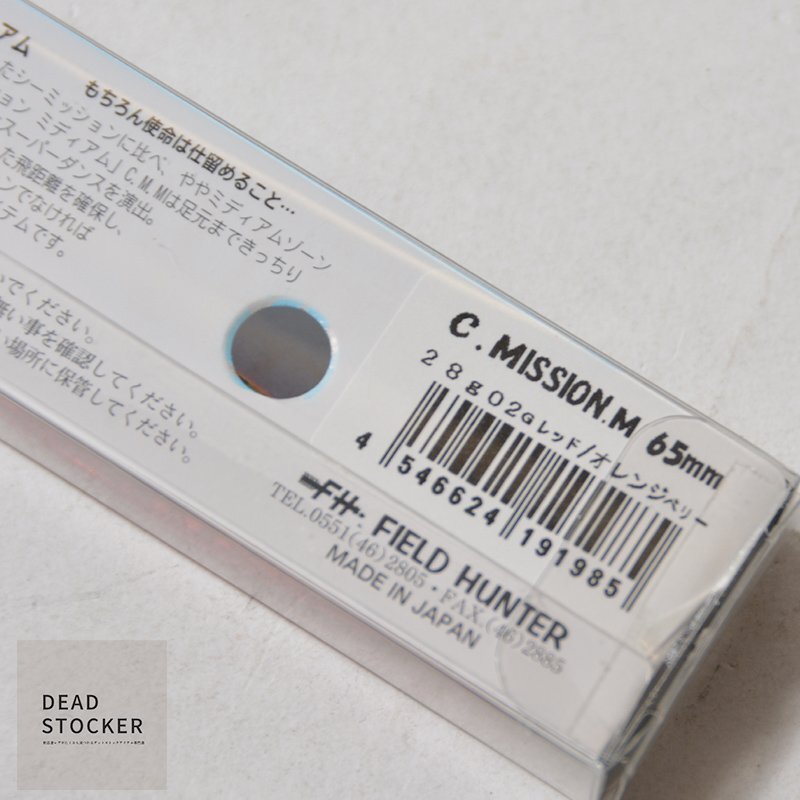 アム
もちろん使命は仕留めること…
たシーミッションに比べ、ややミディアムゾーン
ョン ミディアム」C.M.Mは足元まできっちり
スーパーダンスを演出。
た飛距離を確保し、
ンでなければ
テムです。
いでください。
無い事を確認してください。
い場所に保管してください。
C.MISSION.M 65mm
28g02Gレッド/オレンジベリー
4 546624 191985
FH. FIELD HUNTER
TEL.0551(46)2805・FAX.(46)2885
MADE IN JAPAN
DEAD
STOCKER